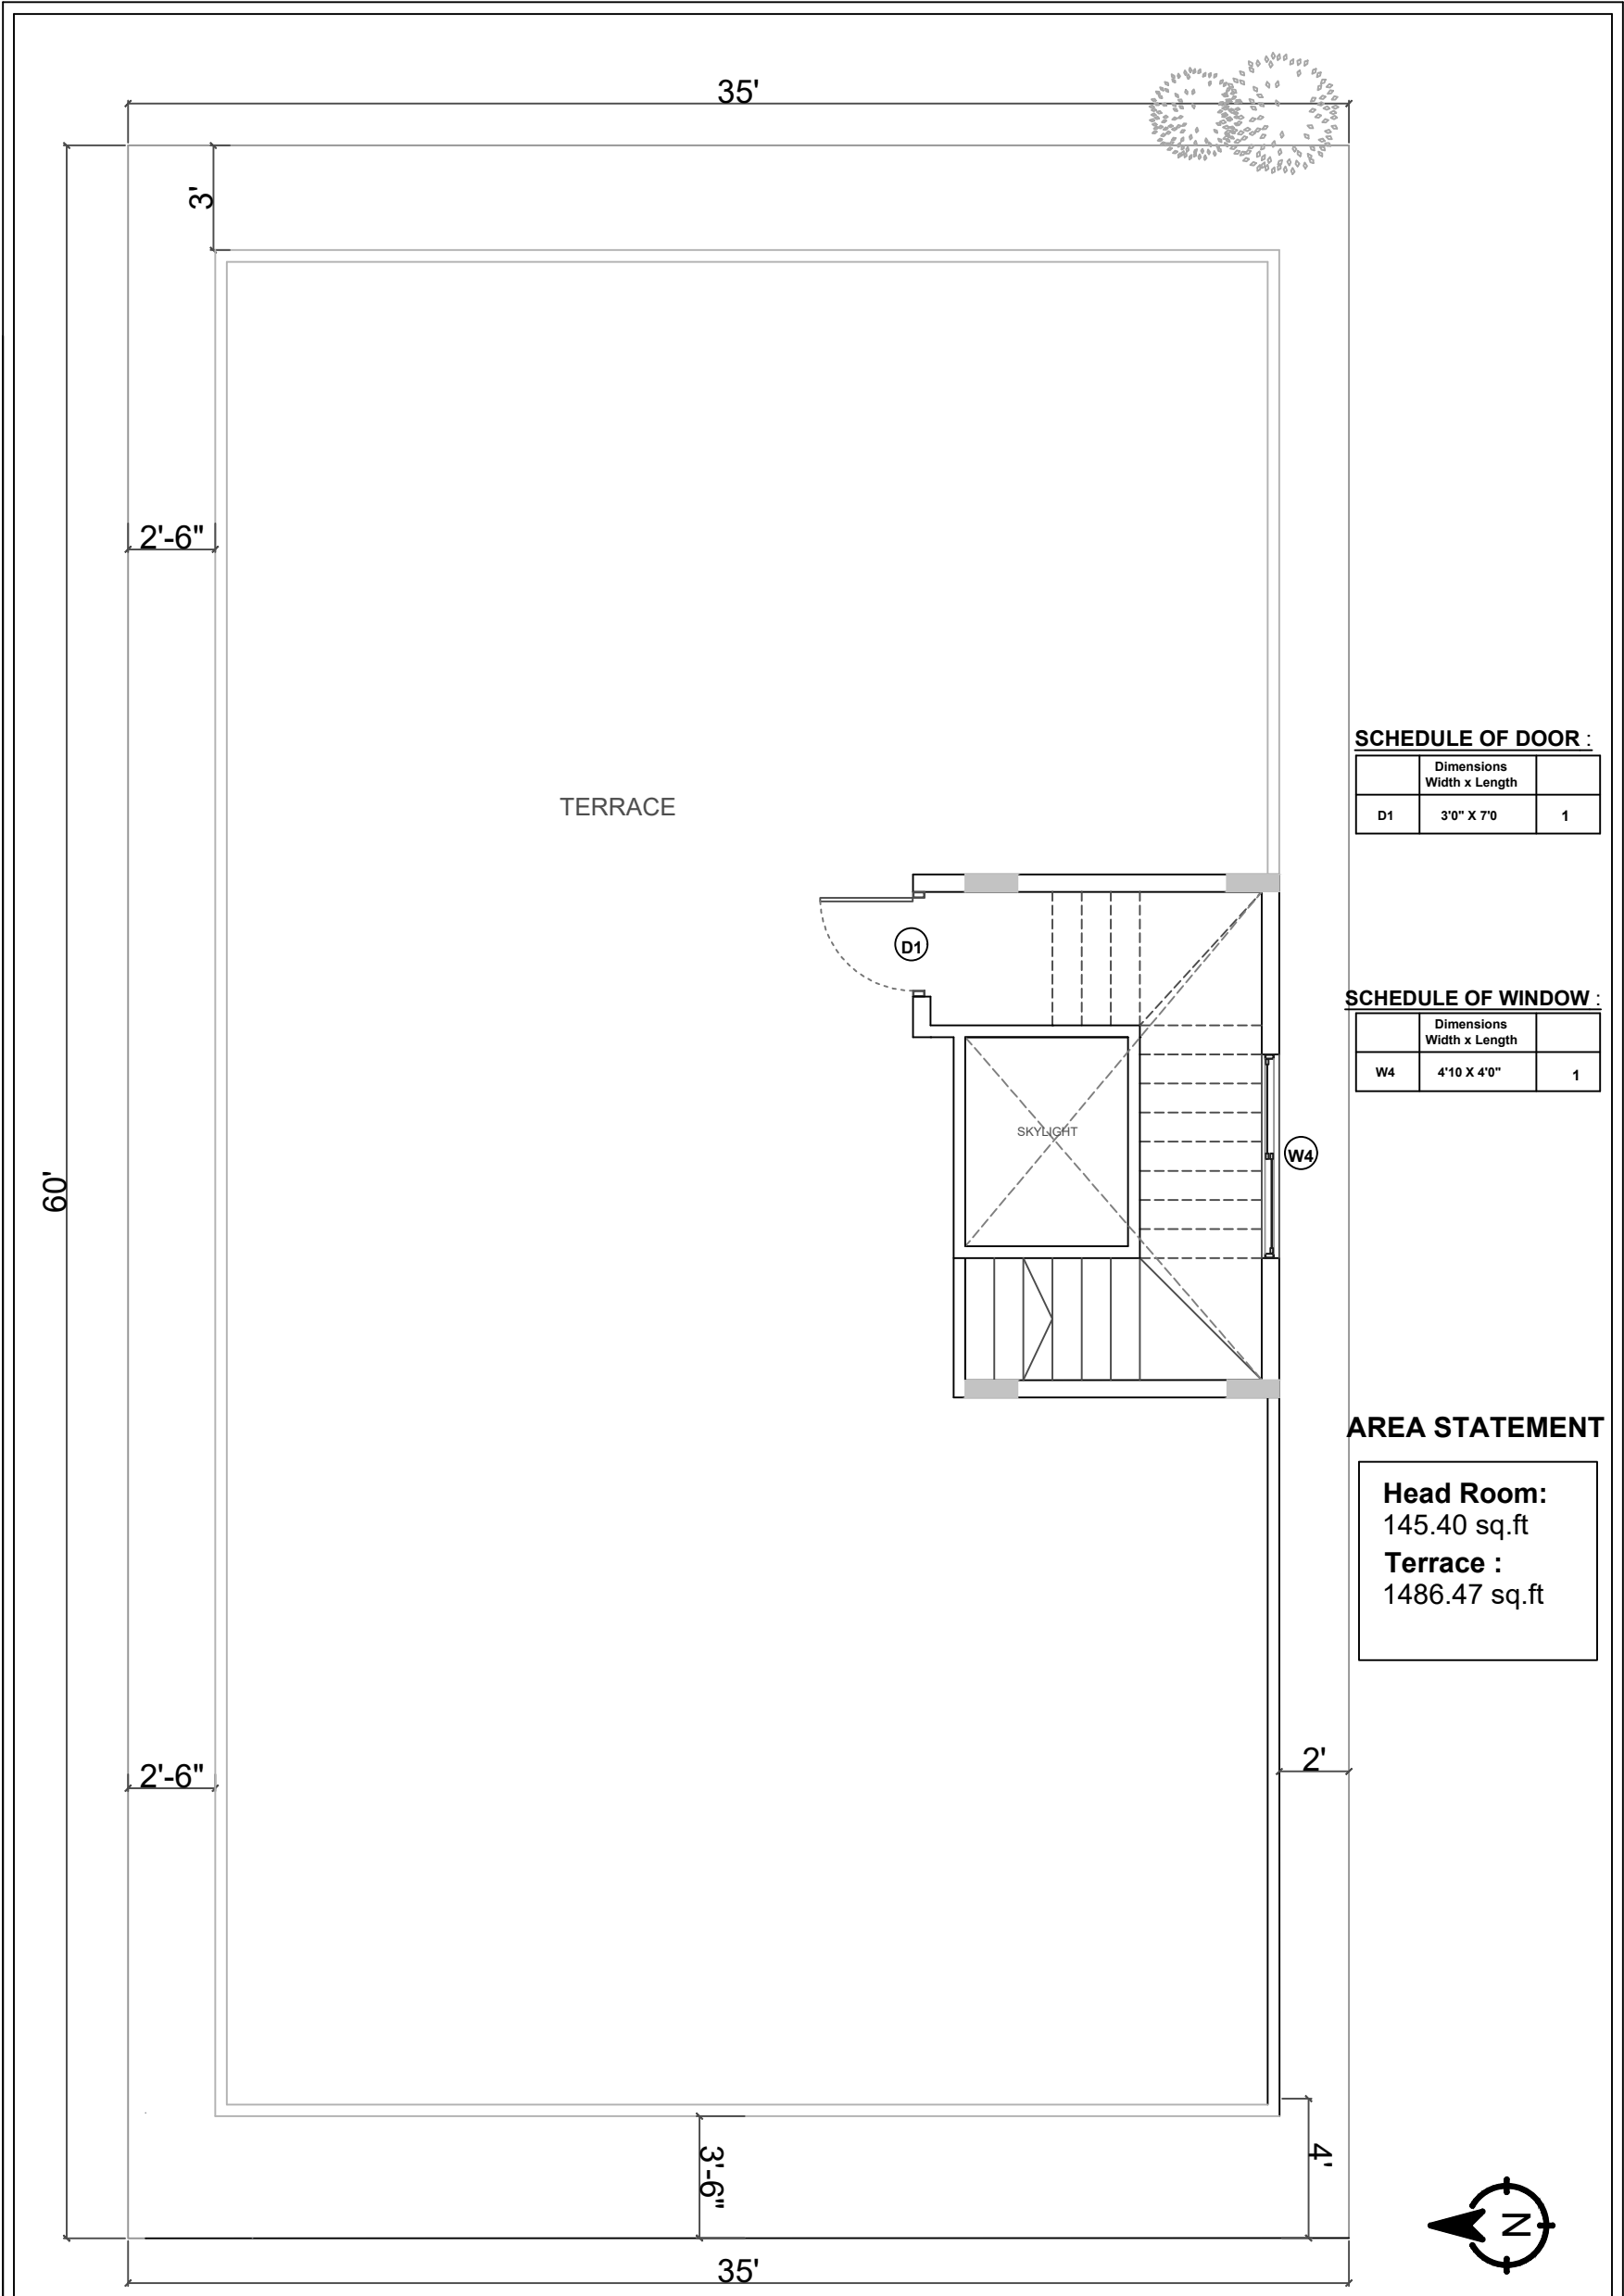 35'
3'
2'-6"
TERRACE
SCHEDULE OF DOOR :
Dimensions
Width x Length
D1 3'0" X 7'0 1
D1
SCHEDULE OF WINDOW :
Dimensions
Width x Length
W4 4'10 X 4'0" 1
SKYLIGHT
W4
60'
AREA STATEMENT
Head Room:
145.40 sq.ft
Terrace :
1486.47 sq.ft
2'
2'-6"
3'-6"
4'
N
35'